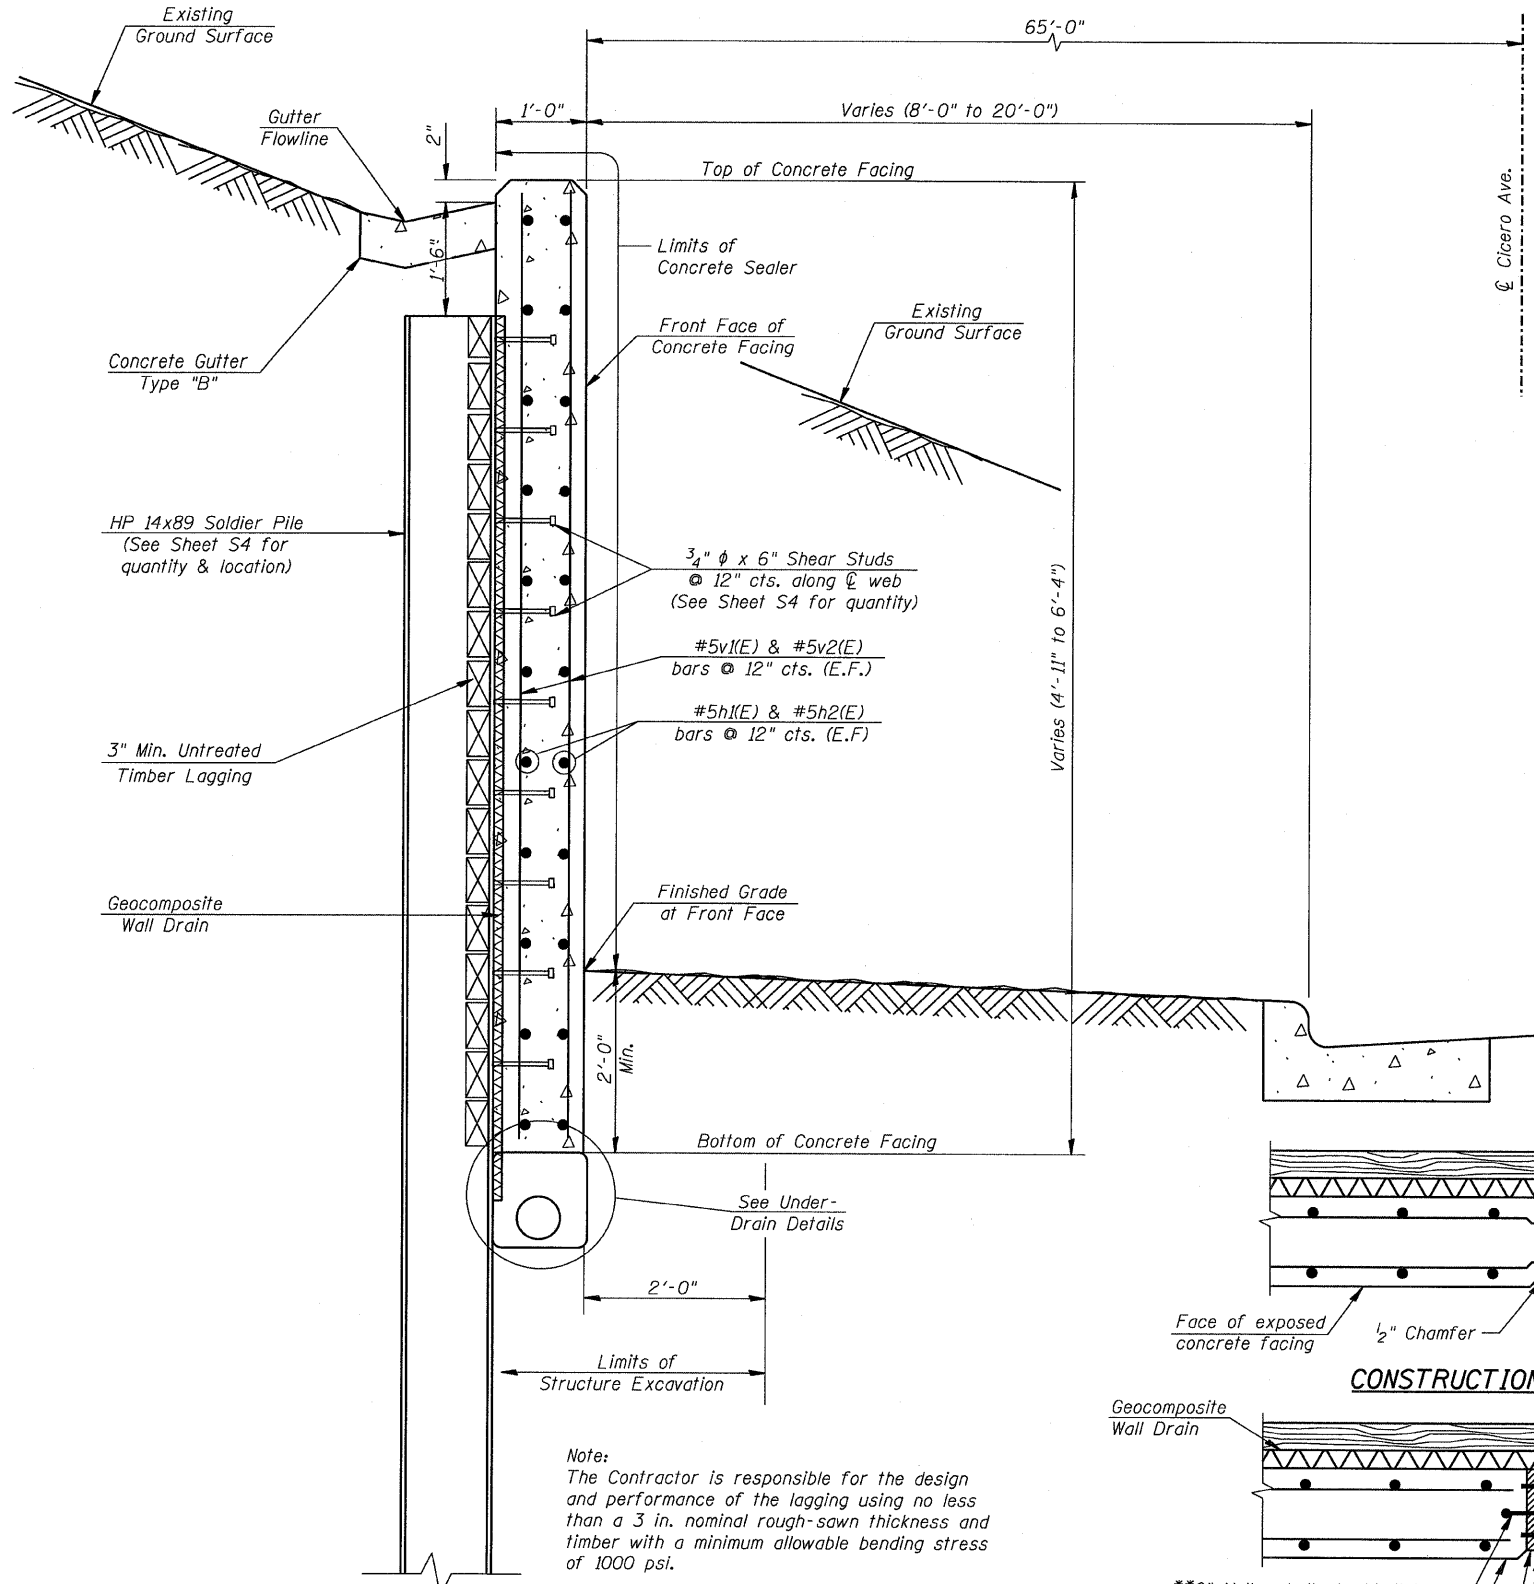 Existing
Ground Surface
65'-0"
1'-0"
Varies (8'-0" to 20'-0")
Gutter
Flowline
2"
Top of Concrete Facing
℄ Cicero Ave.
1'-6"
Limits of
Concrete Sealer
Existing
Ground Surface
Front Face of
Concrete Facing
Concrete Gutter
Type "B"
HP 14x89 Soldier Pile
(See Sheet S4 for
quantity & location)
3/4" ϕ x 6" Shear Studs
@ 12" cts. along ℄ web
(See Sheet S4 for quantity)
Varies (4'-11" to 6'-4")
#5v1(E) & #5v2(E)
bars @ 12" cts. (E.F.)
#5h1(E) & #5h2(E)
bars @ 12" cts. (E.F)
3" Min. Untreated
Timber Lagging
Geocomposite
Wall Drain
Finished Grade
at Front Face
2'-0"
Min.
Bottom of Concrete Facing
See Under-
Drain Details
2'-0"
Face of exposed
concrete facing
1/2" Chamfer
Limits of
Structure Excavation
CONSTRUCTION
Geocomposite
Wall Drain
Note:
The Contractor is responsible for the design
and performance of the lagging using no less
than a 3 in. nominal rough-sawn thickness and
timber with a minimum allowable bending stress
of 1000 psi.